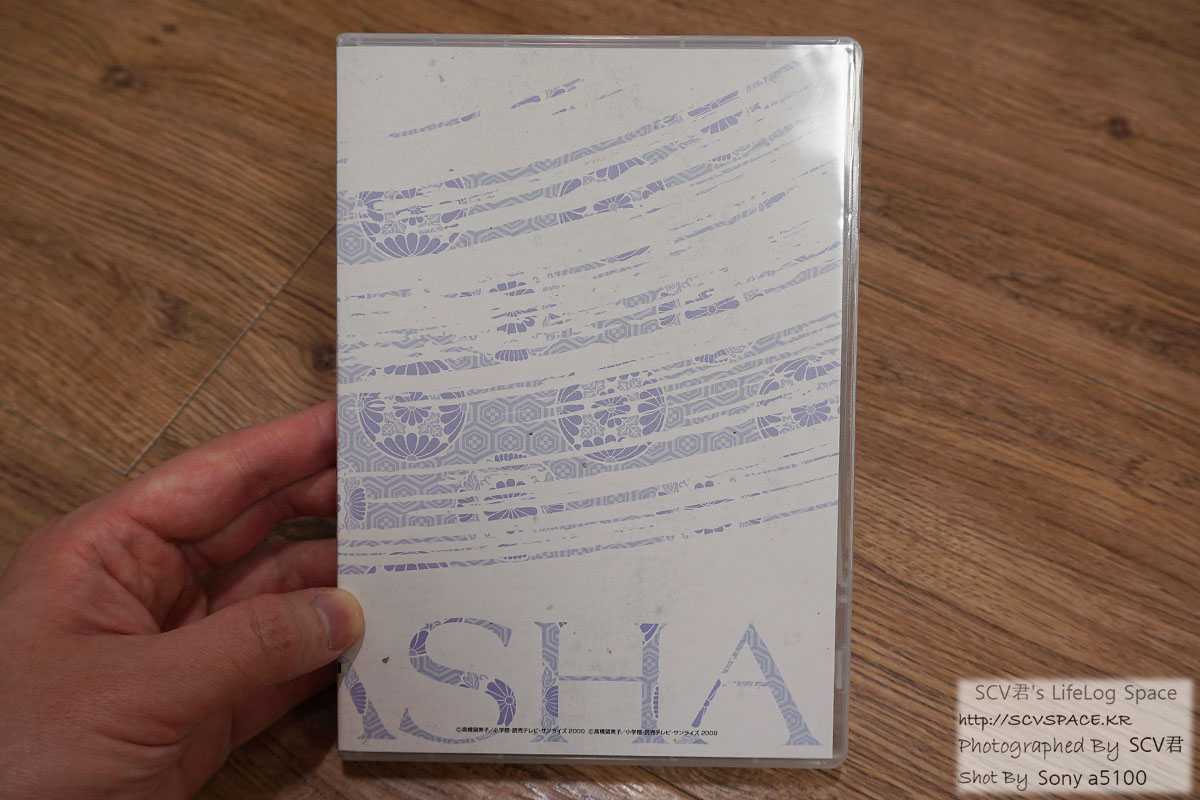 ASHA
©高橋留美子/小学館・読売テレビ・サンライズ 2000 ©高橋留美子/小学館・読売テレビ・サンライズ 2009
SCV君's LifeLog Space
http://SCVSPACE.KR
Photographed By SCV君
Shot By Sony a5100